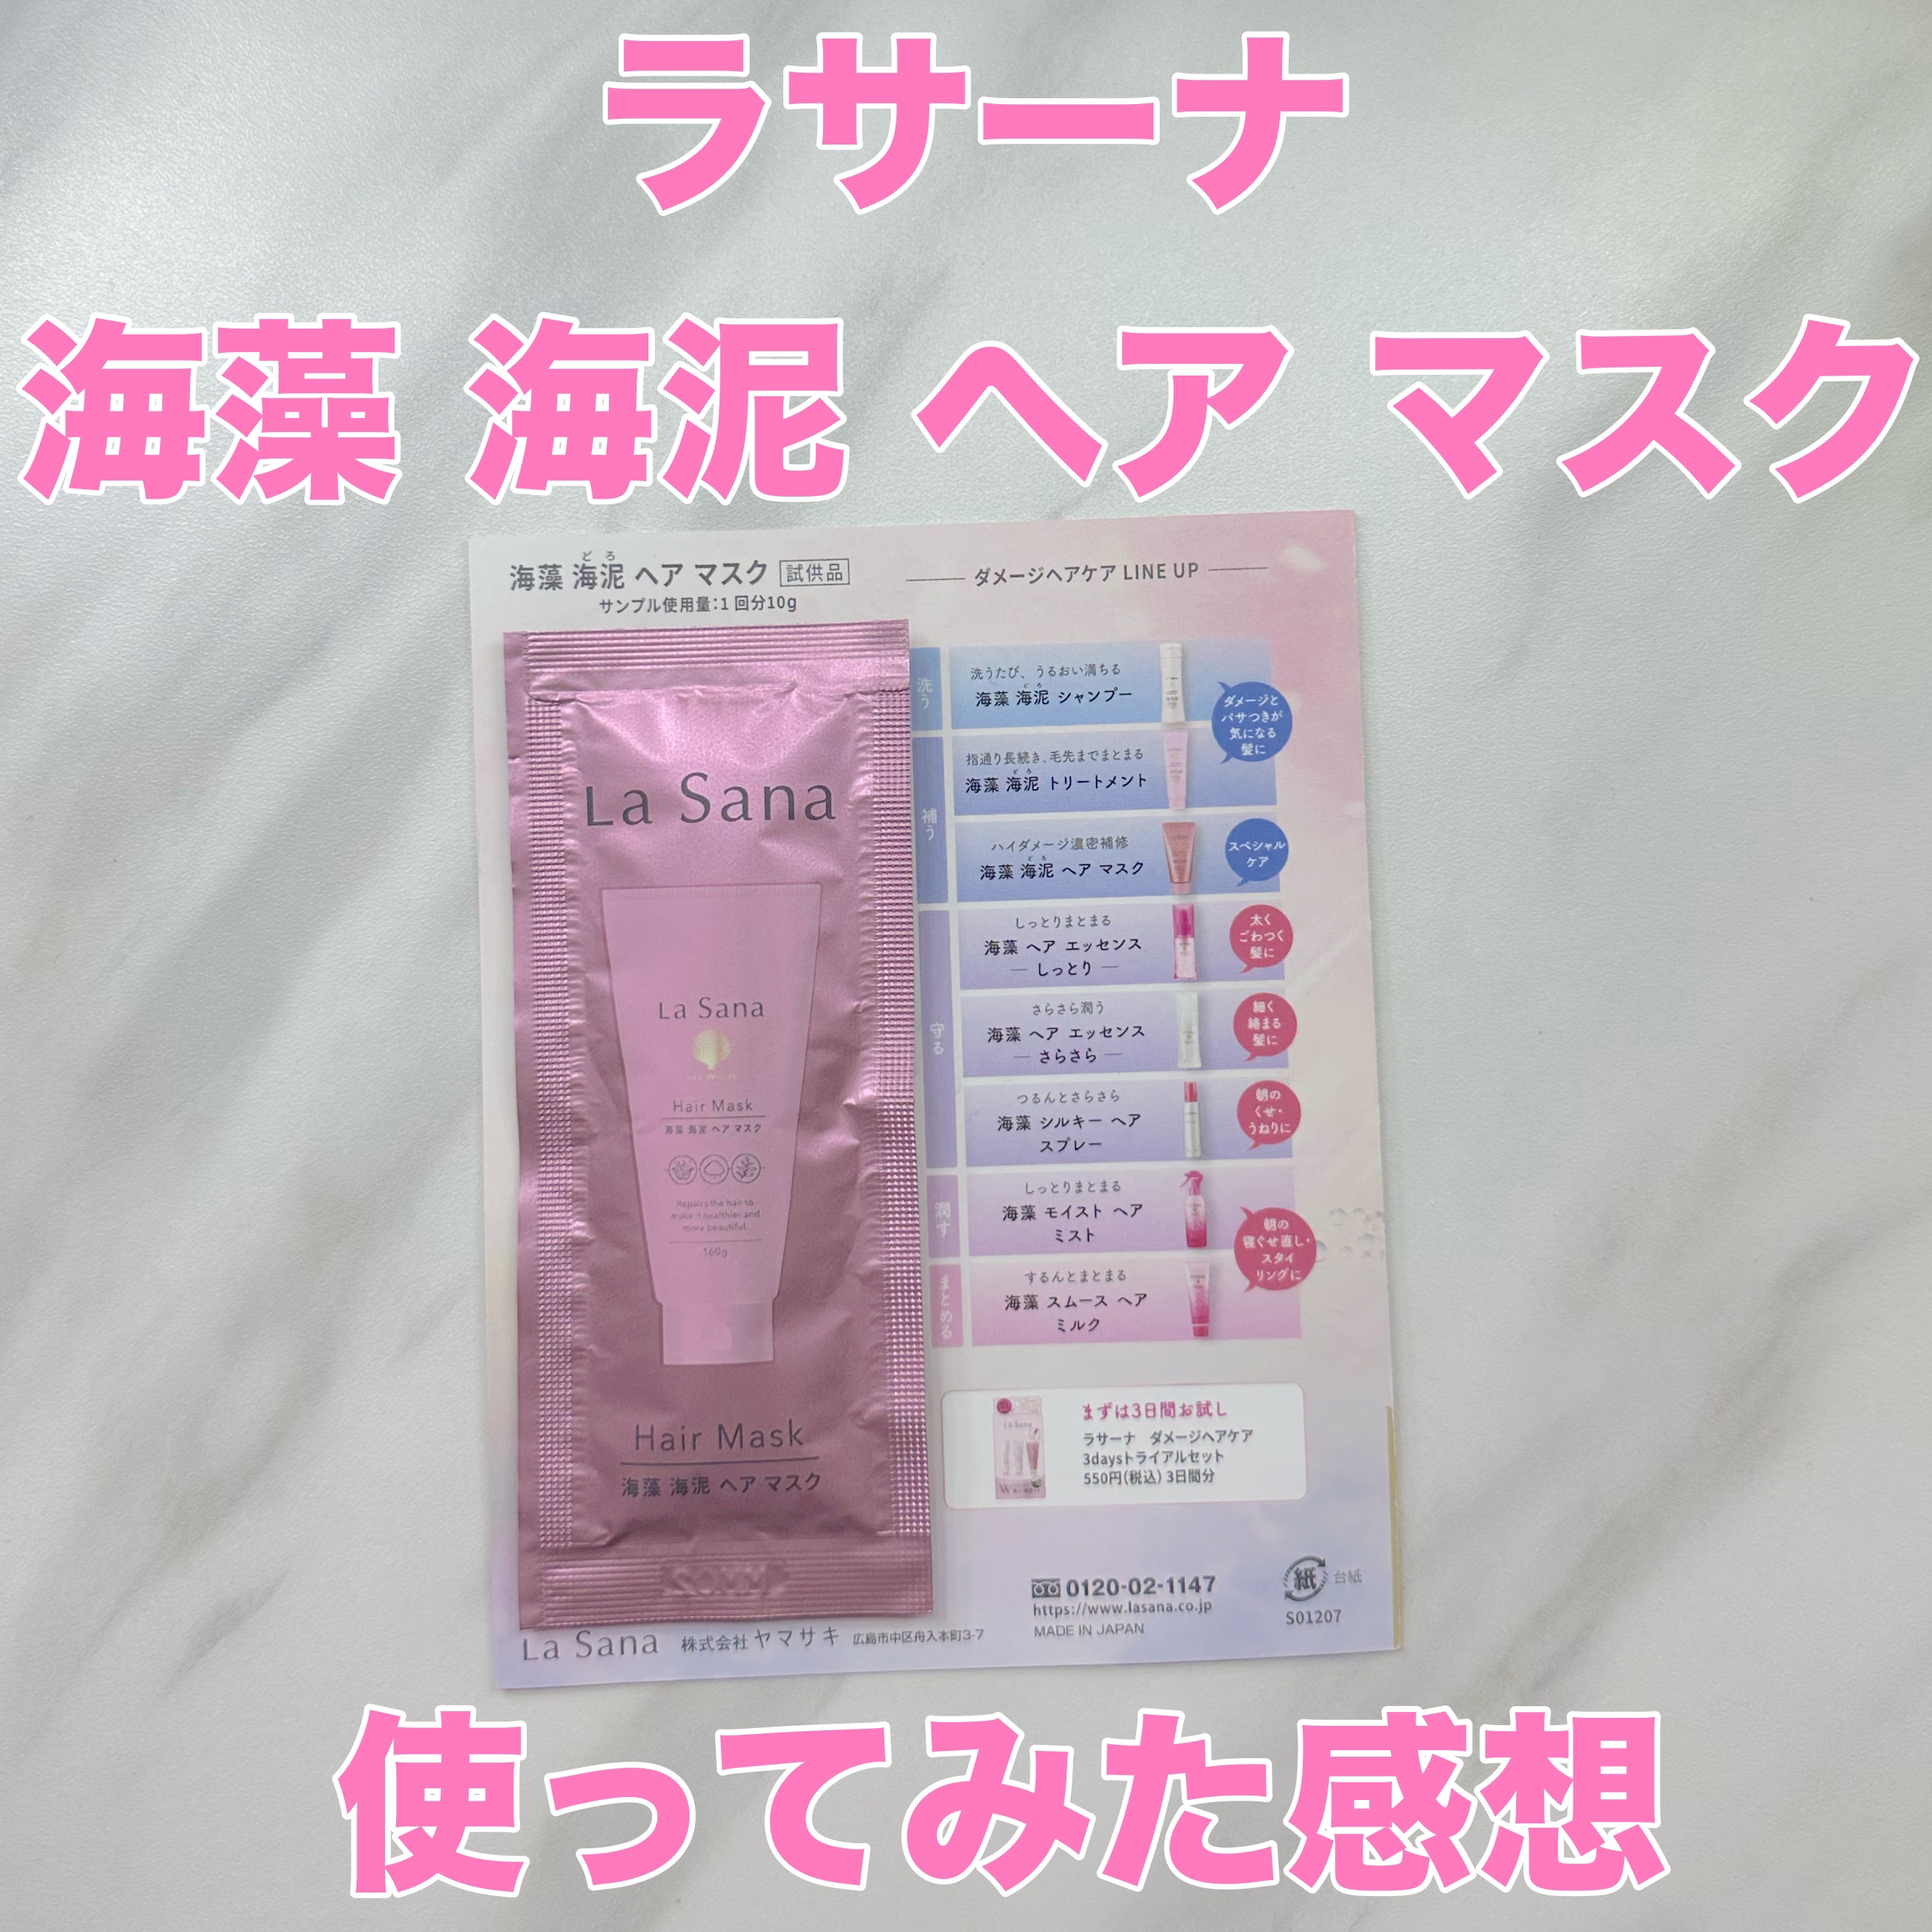 ラサーナ
海藻 海泥 ヘア マスク
どろ
海藻 海泥 ヘア マスク 試供品
サンプル使用量:1回分10g
La Sana
La Sana
Hair Mask
海藻 海泥 ヘア マスク
Repairs the hair to
make it healthier and
more beautiful.
160g
Hair Mask
海藻 海泥 ヘア マスク
ダメージヘアケア LINE UP
洗う
洗うたび、うるおい満ちる
どろ
海藻 海泥 シャンプー
ダメージと
パサつきが
気になる
髪に
補う
指通り長続き、毛先までまとまる
どろ
海藻 海泥 トリートメント
ハイダメージ濃密補修
どろ
海藻 海泥 ヘア マスク
スペシャル
ケア
守る
しっとりまとまる
海藻 ヘア エッセンス
― しっとり ―
太く
ごわつく
髪に
さらさら潤う
海藻 ヘア エッセンス
― さらさら ―
細く
絡まる
髪に
つるんとさらさら
海藻 シルキー ヘア
スプレー
朝の
くせ・
うねりに
潤す
しっとりまとまる
海藻 モイスト ヘア
ミスト
まとめる
するんとまとまる
海藻 スムース ヘア
ミルク
朝の
寝ぐせ直し・
スタイ
リングに
La Sana
まずは3日間お試し
ラサーナ ダメージヘアケア
3daysトライアルセット
550円(税込) 3日間分
0120-02-1147
https://www.lasana.co.jp
MADE IN JAPAN
紙 台紙
S01207
La Sana 株式会社ヤマサキ 広島市中区舟入本町3-7
使ってみた感想